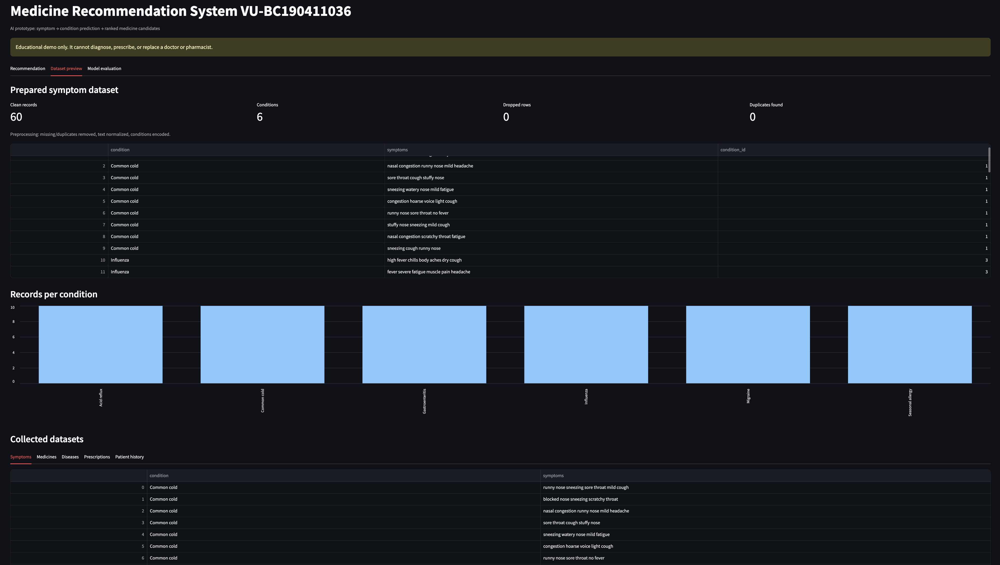 Medicine Recommendation System VU-BC190411036
AI prototype: symptom → condition prediction → ranked medicine candidates
Educational demo only. It cannot diagnose, prescribe, or replace a doctor or pharmacist.
Recommendation Dataset preview Model evaluation
Prepared symptom dataset
Clean records Conditions Dropped rows Duplicates found
60 6 0 0
Preprocessing: missing/duplicates removed, text normalized, conditions encoded.
condition symptoms condition_id
2 Common cold nasal congestion runny nose mild headache 1
3 Common cold sore throat cough stuffy nose 1
4 Common cold sneezing watery nose mild fatigue 1
5 Common cold congestion hoarse voice light cough 1
6 Common cold runny nose sore throat no fever 1
7 Common cold stuffy nose sneezing mild cough 1
8 Common cold nasal congestion scratchy throat fatigue 1
9 Common cold sneezing cough runny nose 1
10 Influenza high fever chills body aches dry cough 3
11 Influenza fever severe fatigue muscle pain headache 3
Records per condition
10
8
6
4
2
0
Acid reflux Common cold Gastroenteritis Influenza Migraine Seasonal allergy
Collected datasets
Symptoms Medicines Diseases Prescriptions Patient history
condition symptoms
0 Common cold runny nose sneezing sore throat mild cough
1 Common cold blocked nose sneezing scratchy throat
2 Common cold nasal congestion runny nose mild headache
3 Common cold sore throat cough stuffy nose
4 Common cold sneezing watery nose mild fatigue
5 Common cold congestion hoarse voice light cough
6 Common cold runny nose sore throat no fever